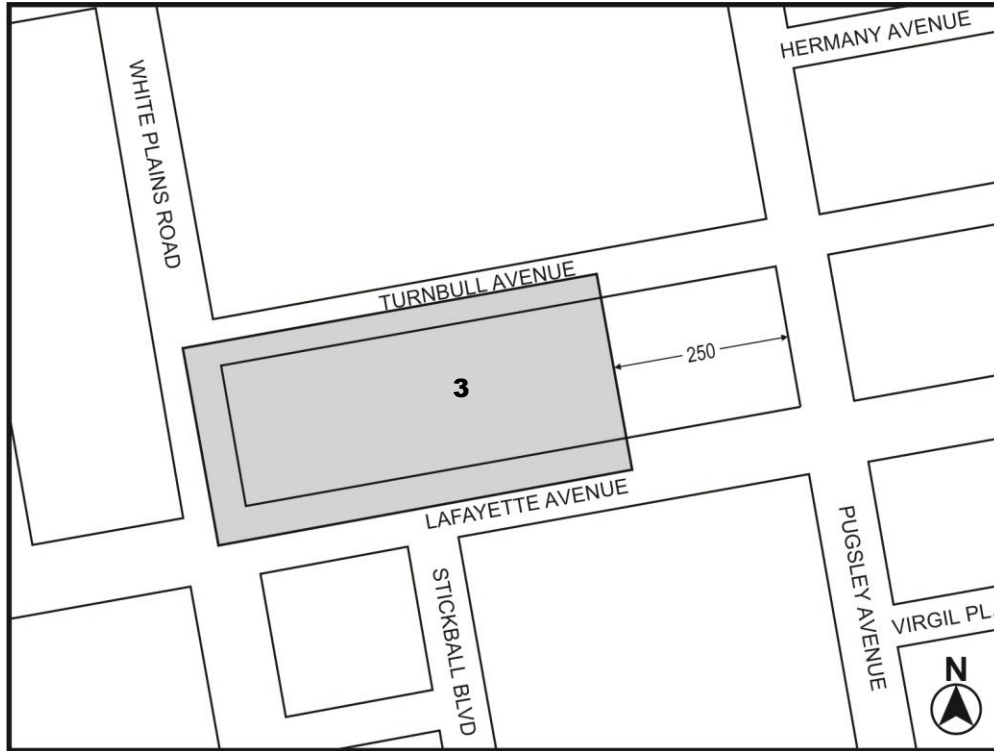 HERMANY AVENUE
WHITE PLAINS ROAD
TURNBULL AVENUE
250
3
LAFAYETTE AVENUE
STICKBALL BLVD
PUGSLEY AVENUE
VIRGIL PL.
N